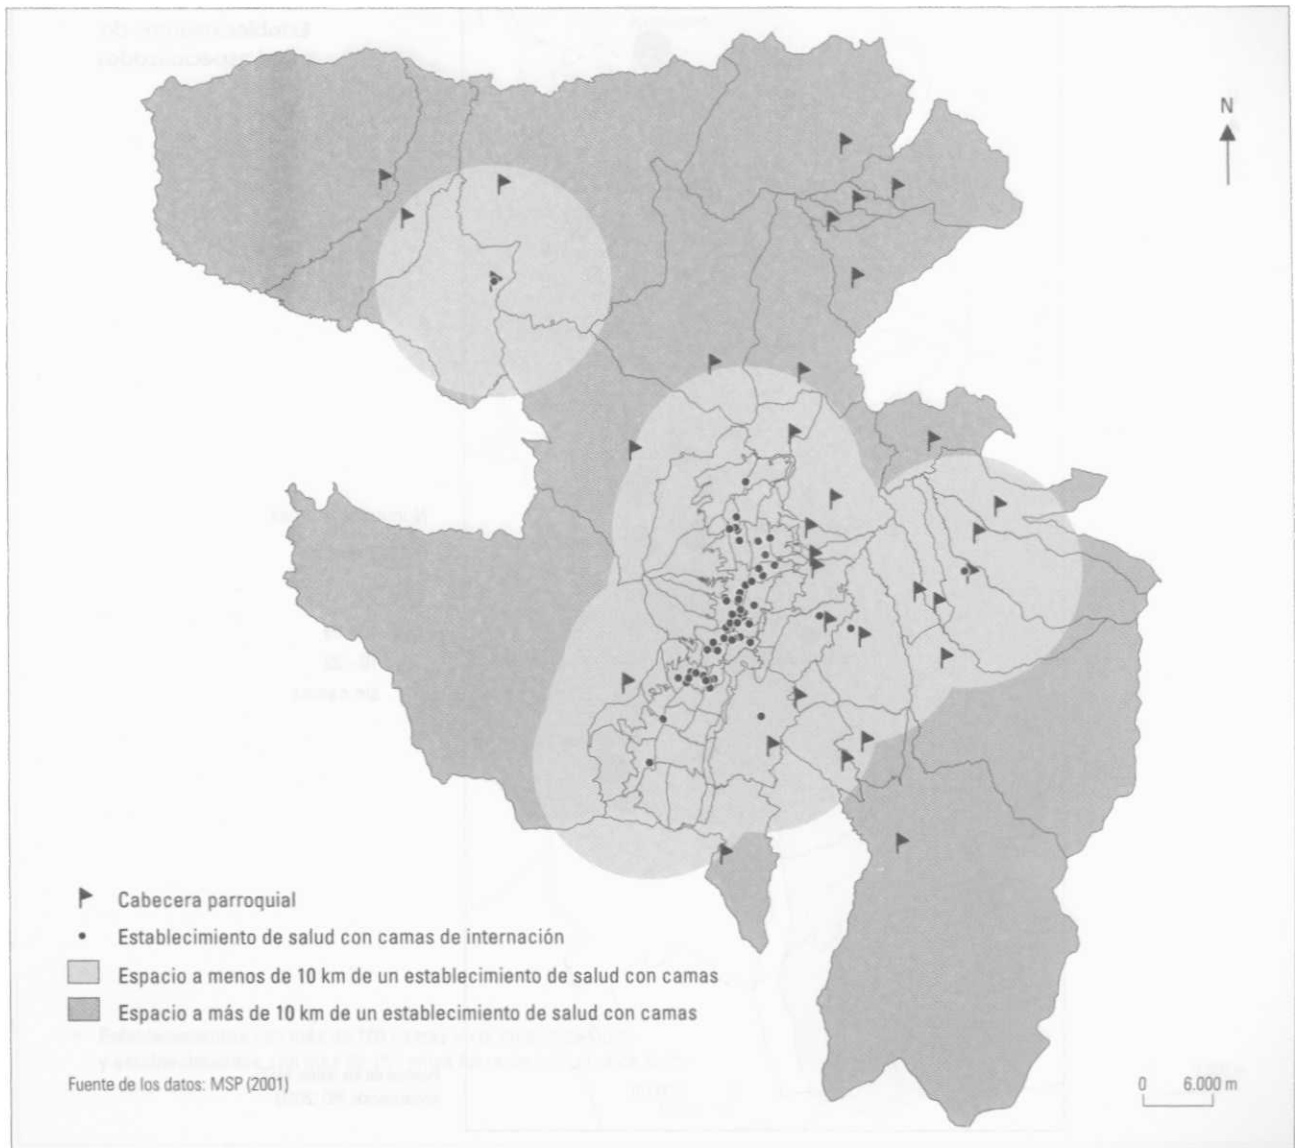 N
Cabecera parroquial
Establecimiento de salud con camas de internación
Espacio a menos de 10 km de un establecimiento de salud con camas
Espacio a más de 10 km de un establecimiento de salud con camas
Fuente de los datos: MSP (2001)
0 6.000 m